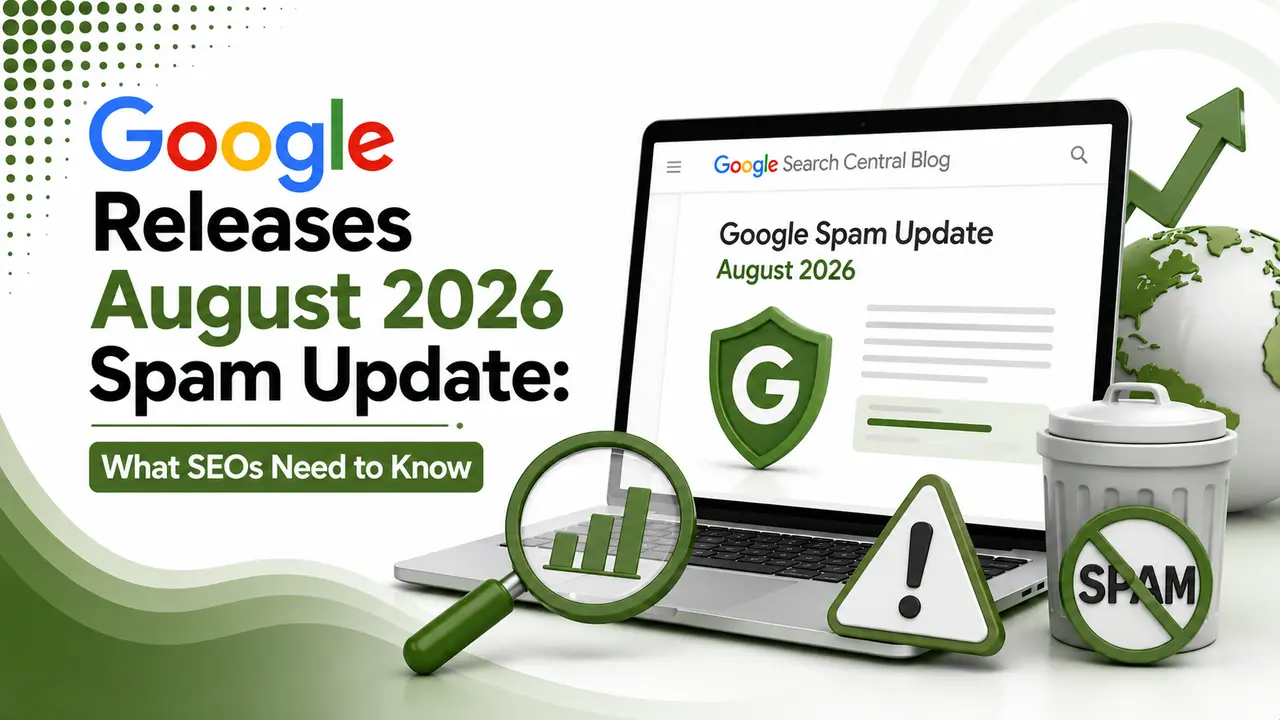 Google
Releases
August 2026
Spam Update:
What SEOs Need to Know
Google Search Central Blog
Google Spam Update
August 2026
G
SPAM